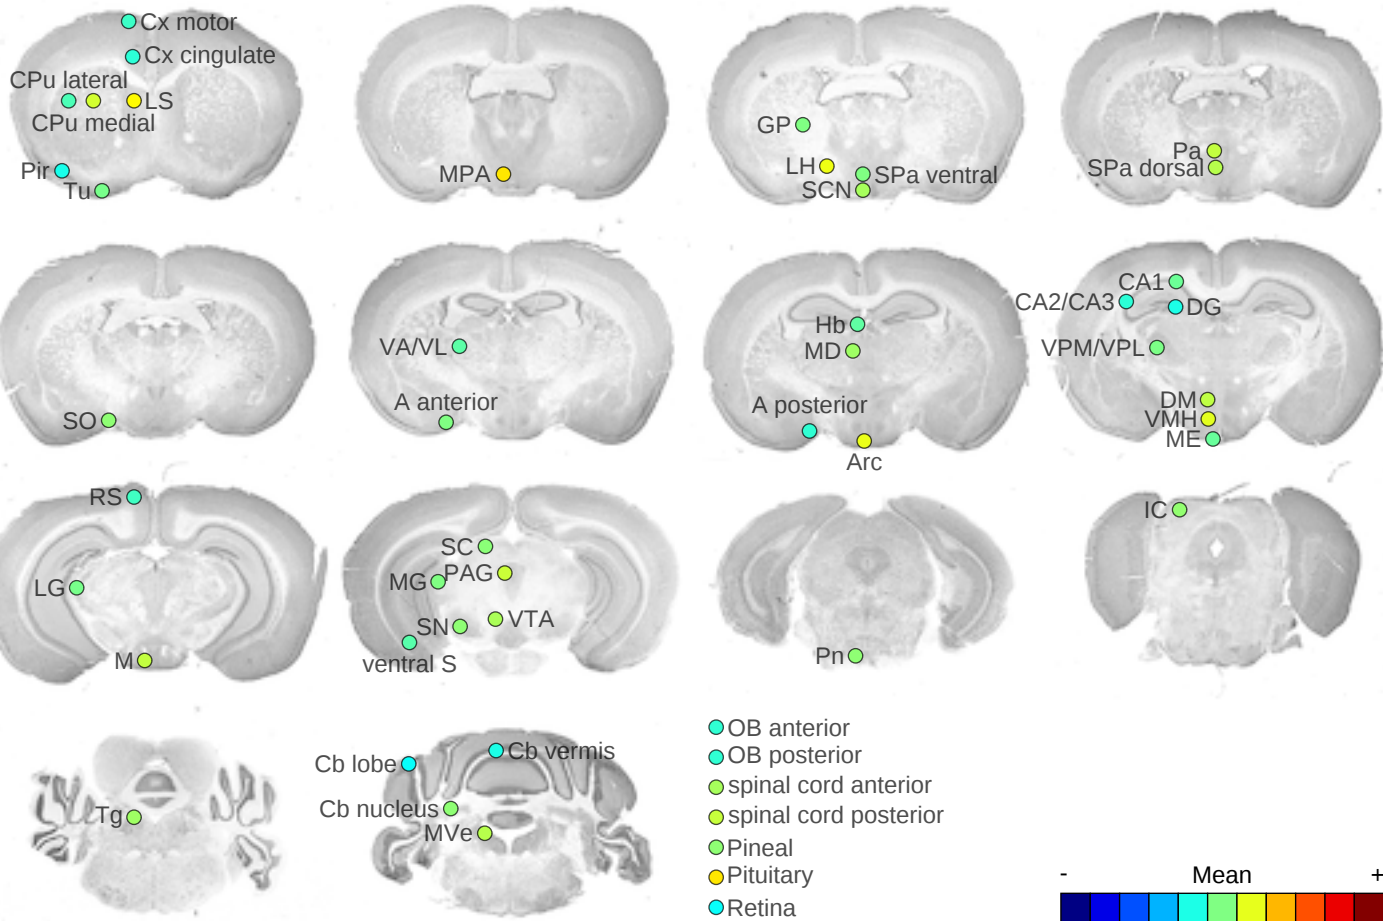 Cx motor
Cx cingulate
CPu lateral
LS
CPu medial
Pir
Tu
MPA
GP
LH
SPa ventral
SCN
Pa
SPa dorsal
SO
VA/VL
A anterior
Hb
MD
A posterior
Arc
CA1
CA2/CA3
DG
VPM/VPL
DM
VMH
ME
RS
LG
M
SC
PAG
MG
VTA
SN
ventral S
Pn
IC
Tg
Cb vermis
Cb lobe
Cb nucleus
MVe
OB anterior
OB posterior
spinal cord anterior
spinal cord posterior
Pineal
Pituitary
Retina
- Mean +